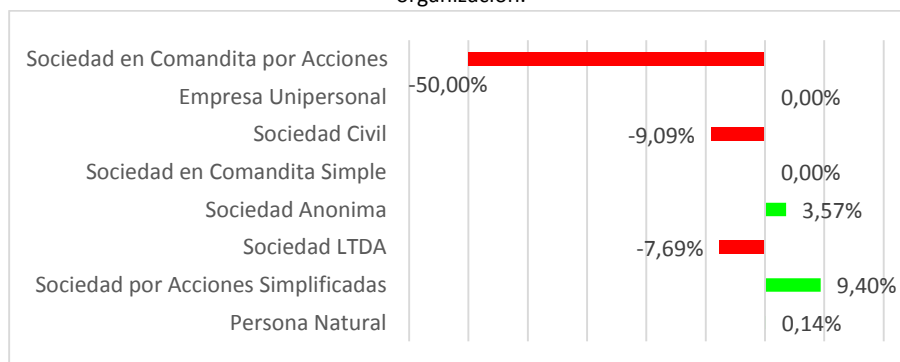 organización.
Sociedad en Comandita por Acciones
-50,00%
Empresa Unipersonal 0,00%
Sociedad Civil -9,09%
Sociedad en Comandita Simple 0,00%
Sociedad Anonima 3,57%
Sociedad LTDA -7,69%
Sociedad por Acciones Simplificadas 9,40%
Persona Natural 0,14%